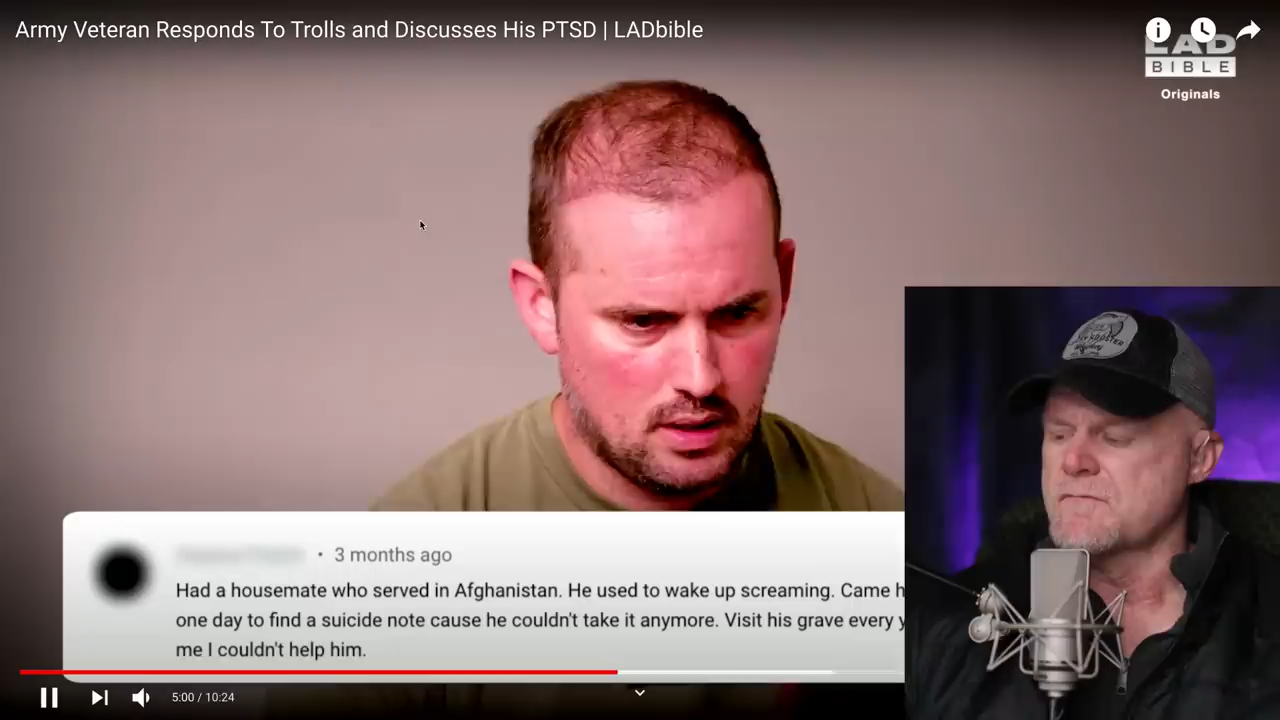 Army Veteran Responds To Trolls and Discusses His PTSD | LADbible
LAD
BIBLE
Originals
• 3 months ago
Had a housemate who served in Afghanistan. He used to wake up screaming. Came h
one day to find a suicide note cause he couldn't take it anymore. Visit his grave every y
me I couldn't help him.
5:00 / 10:24